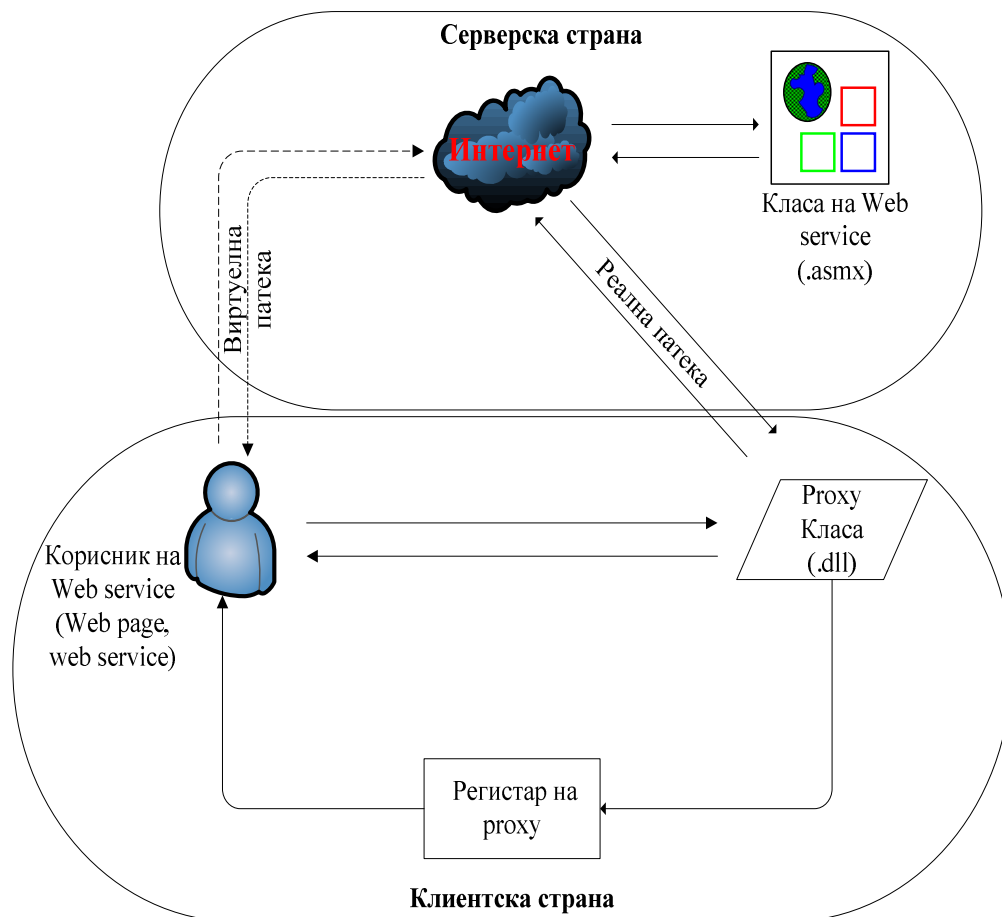 Серверска страна
Интернет
Класа на Web
service
(.asmx)
Виртуелна
патека
Реална патека
Корисник на
Web service
(Web page,
web service)
Proxy
Класа
(.dll)
Регистар на
proxy
Клиентска страна